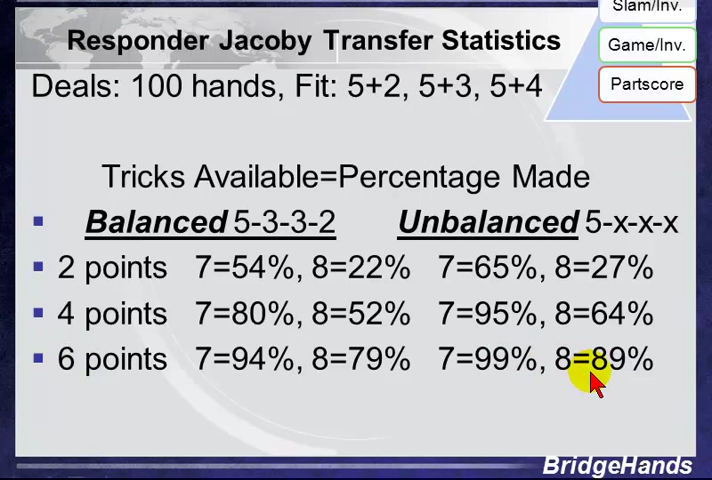 Slam/Inv.
Responder Jacoby Transfer Statistics
Game/Inv.
Deals: 100 hands, Fit: 5+2, 5+3, 5+4
Partscore
Tricks Available=Percentage Made
Balanced 5-3-3-2 Unbalanced 5-x-x-x
2 points 7=54%, 8=22% 7=65%, 8=27%
4 points 7=80%, 8=52% 7=95%, 8=64%
6 points 7=94%, 8=79% 7=99%, 8=89%
BridgeHands